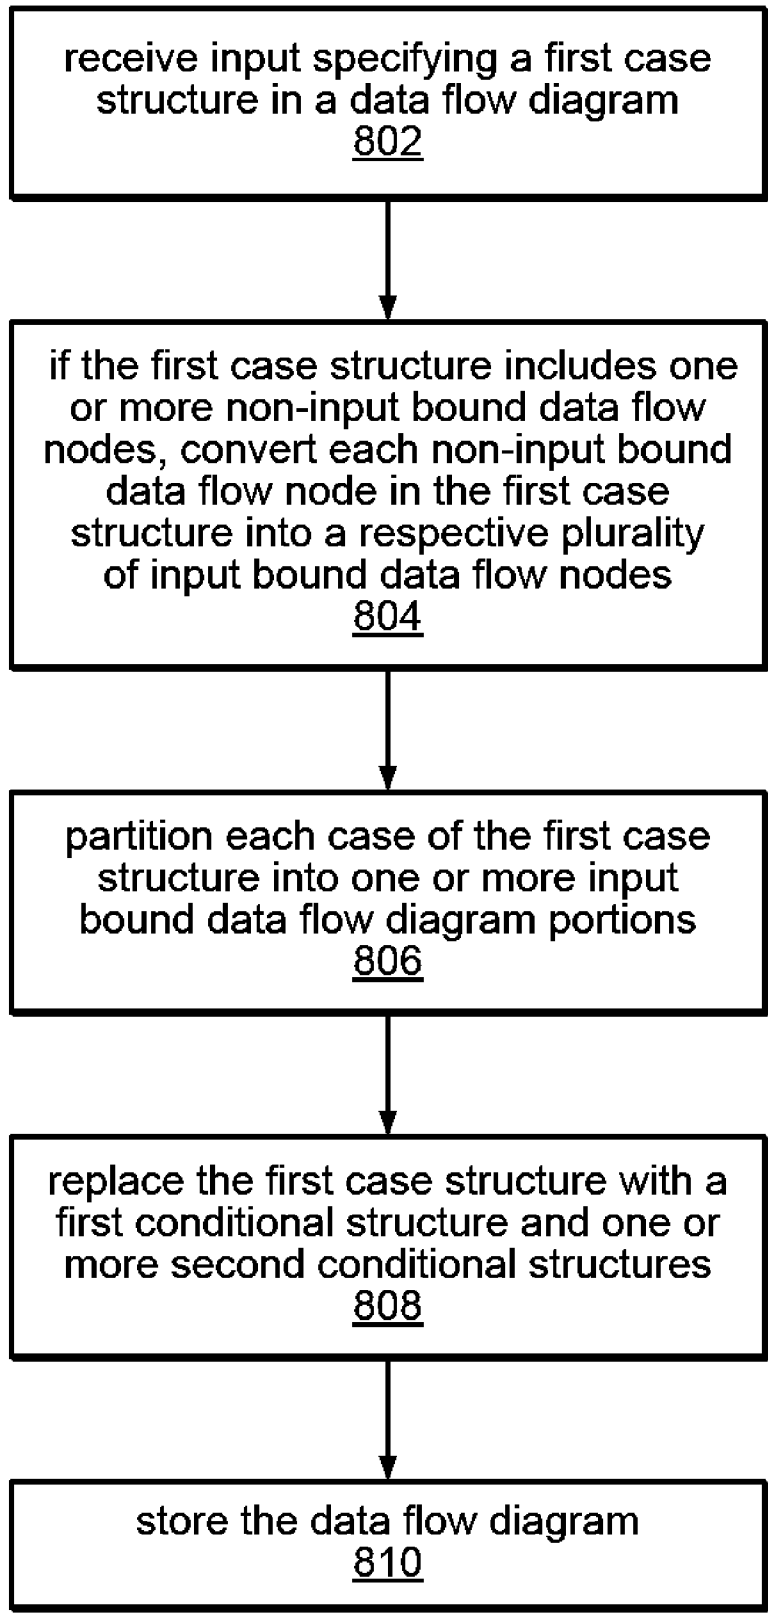 receive input specifying a first case
structure in a data flow diagram
802
if the first case structure includes one
or more non-input bound data flow
nodes, convert each non-input bound
data flow node in the first case
structure into a respective plurality
of input bound data flow nodes
804
partition each case of the first case
structure into one or more input
bound data flow diagram portions
806
replace the first case structure with a
first conditional structure and one or
more second conditional structures
808
store the data flow diagram
810